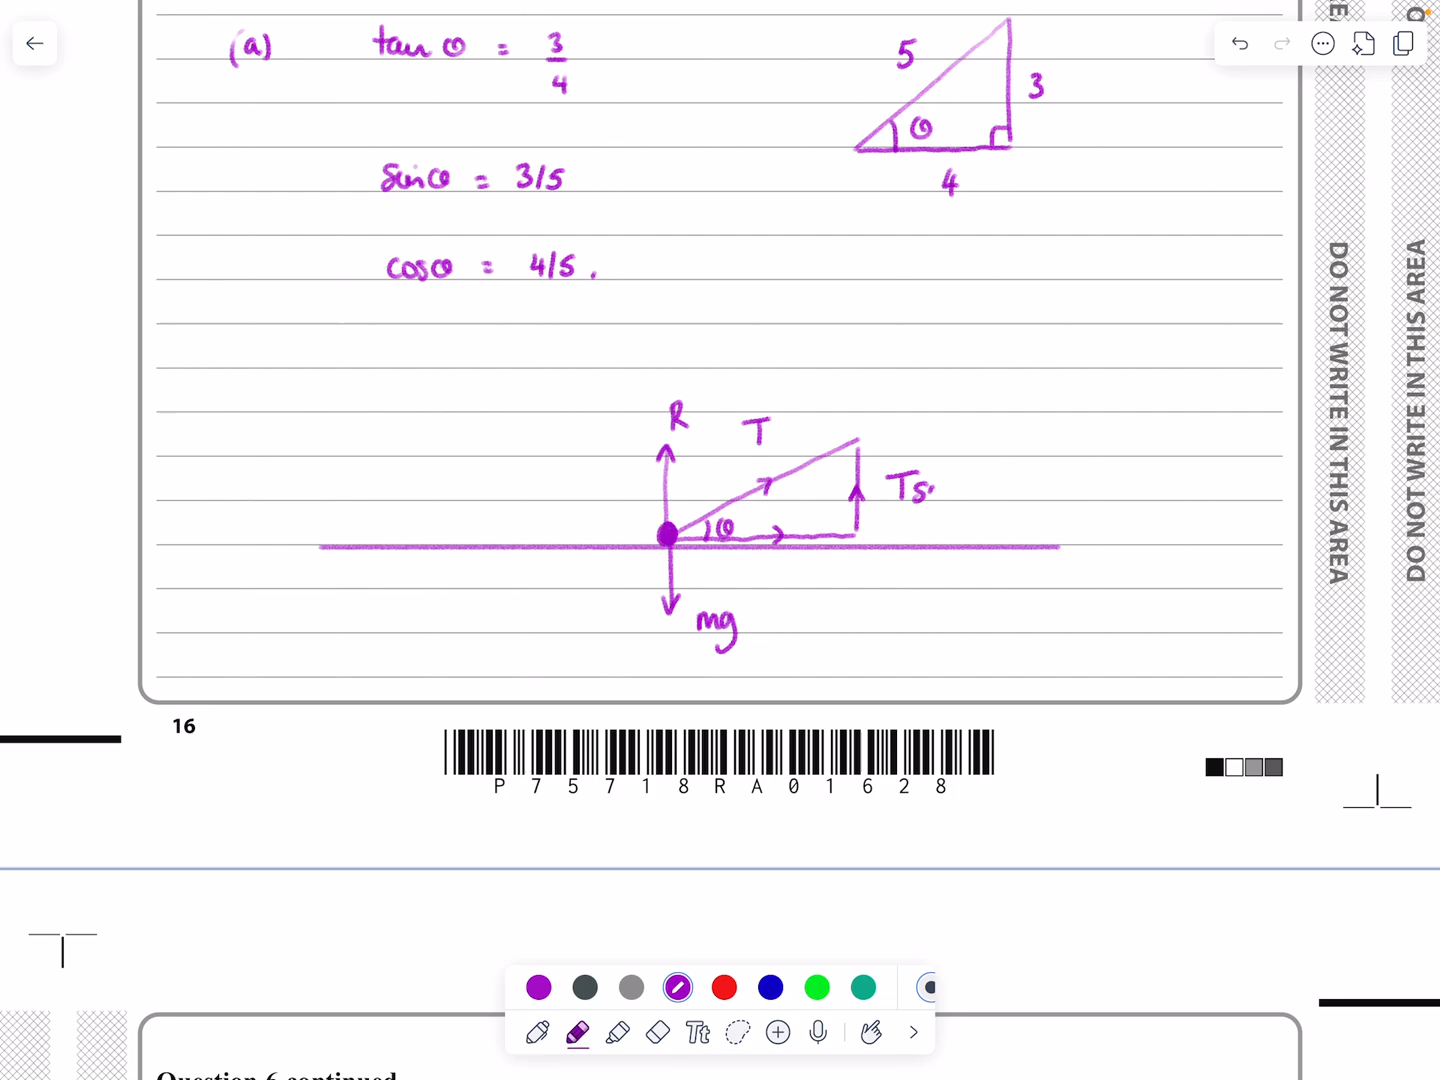 (a) tan θ = 3/4
5
3
θ
4
sin θ = 3/5
cos θ = 4/5 .
R
T
Ts
θ
mg
16
P 7 5 7 1 8 R A 0 1 6 2 8
DO NOT WRITE IN THIS AREA
DO NOT WRITE IN THIS AREA
Tt
Question 6 continued